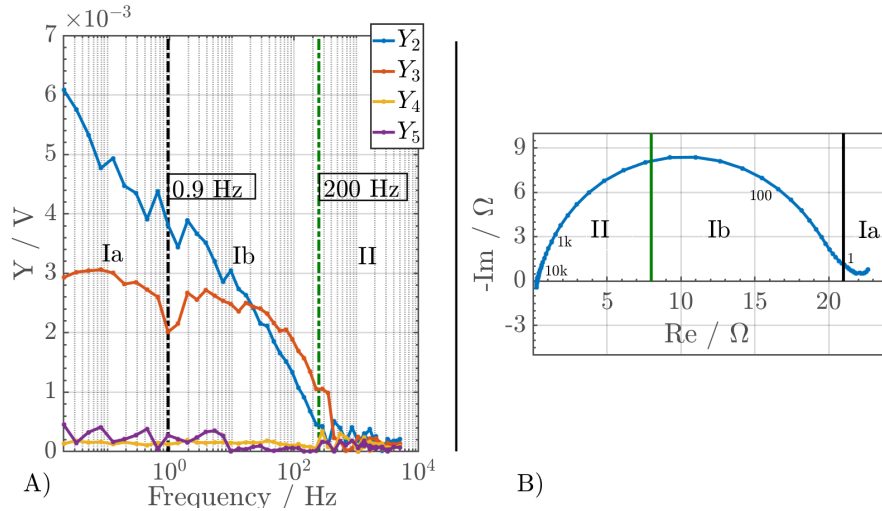 ×10⁻³
7
6
5
4
3
2
1
0
Y / V
Y₂
Y₃
Y₄
Y₅
0.9 Hz
200 Hz
Ia
Ib
II
10⁰
10²
10⁴
Frequency / Hz
A)
9
6
3
0
-3
-Im / Ω
II
Ib
Ia
100
1k
10k
1
0
5
10
15
20
Re / Ω
B)